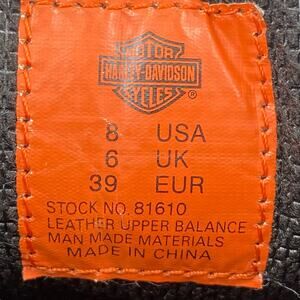 MOTOR
HARLEY-DAVIDSON
CYCLES ®
8 USA
6 UK
39 EUR
STOCK NO. 81610
LEATHER UPPER BALANCE
MAN MADE MATERIALS
MADE IN CHINA